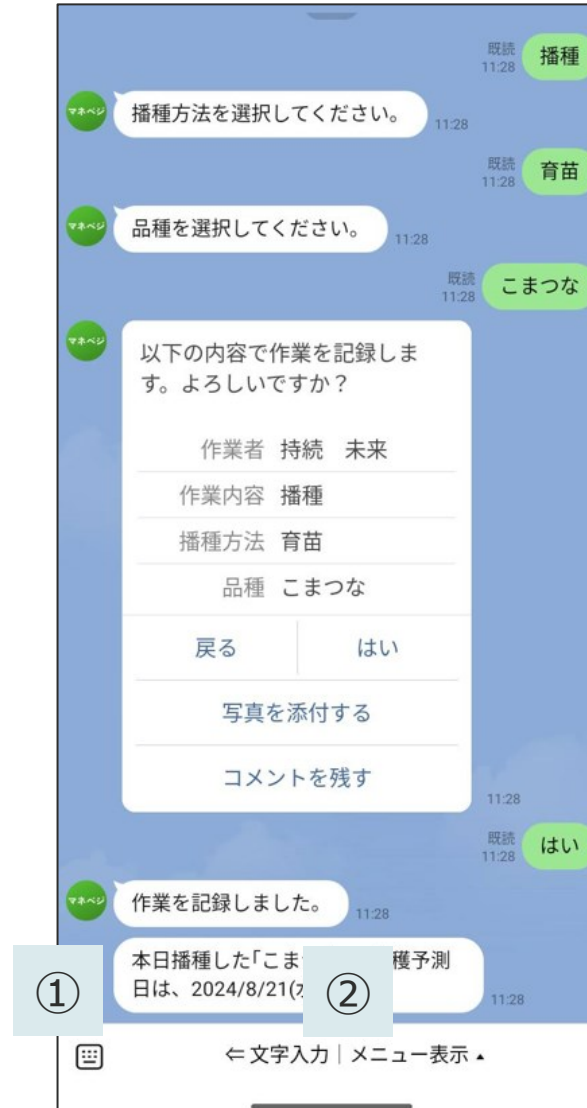 既読
11:28
播種
マネベジ
播種方法を選択してください。
11:28
既読
11:28
育苗
マネベジ
品種を選択してください。
11:28
既読
11:28
こまつな
マネベジ
以下の内容で作業を記録しま
す。よろしいですか？
作業者 持続 未来
作業内容 播種
播種方法 育苗
品種 こまつな
戻る はい
写真を添付する
コメントを残す
11:28
既読
11:28
はい
マネベジ
作業を記録しました。
11:28
本日播種した「こま 穫予測
日は、2024/8/21(
11:28
①
②
⇐文字入力｜メニュー表示▲